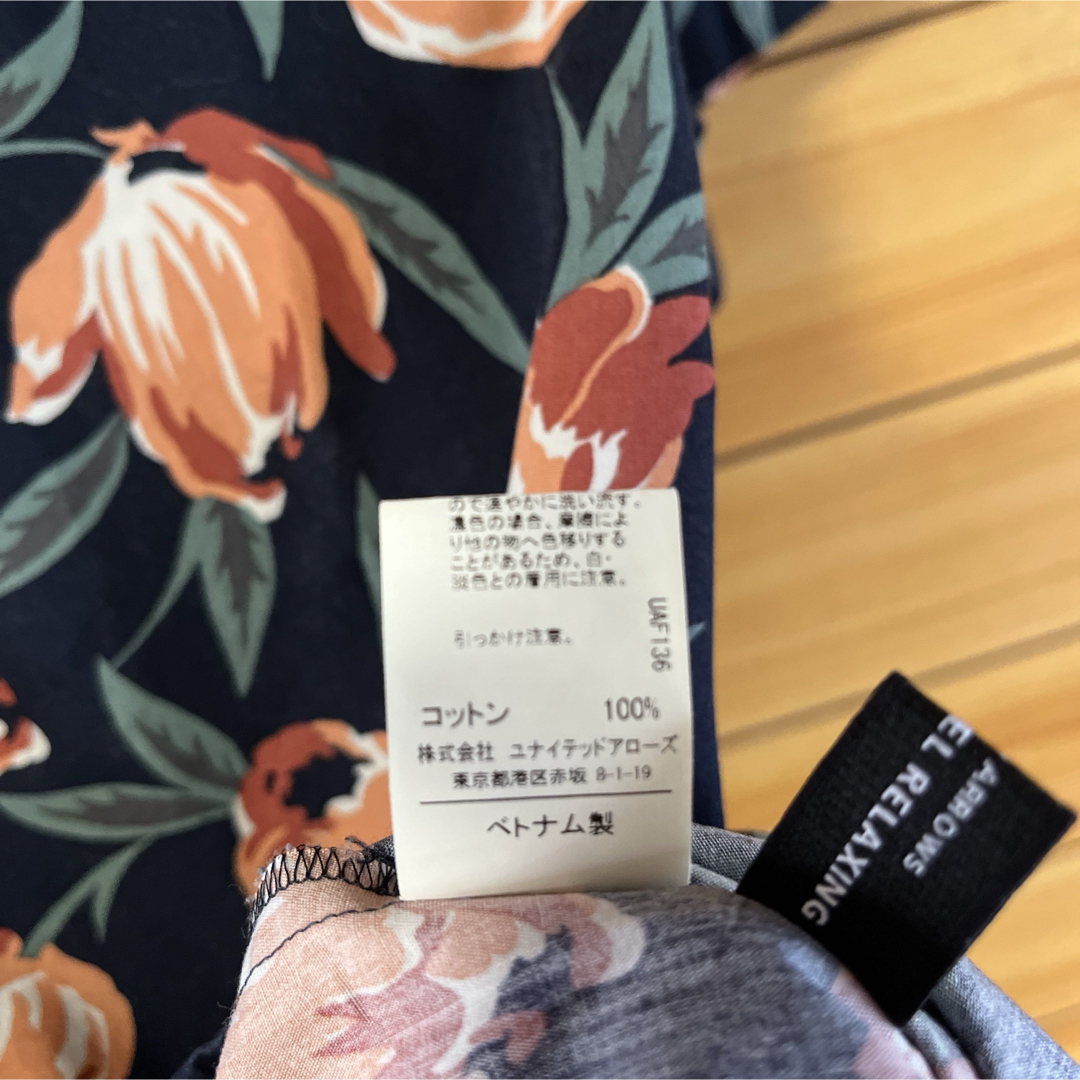 ので速やかに洗い流す。
濃色の場合、摩擦によ
り他の物へ色移りする
ことがあるため、白・
淡色との着用に注意。
引っかけ注意。
UAF136
コットン 100%
株式会社 ユナイテッドアローズ
東京都港区赤坂 8-1-19
ベトナム製
ARROWS
EL RELAXING